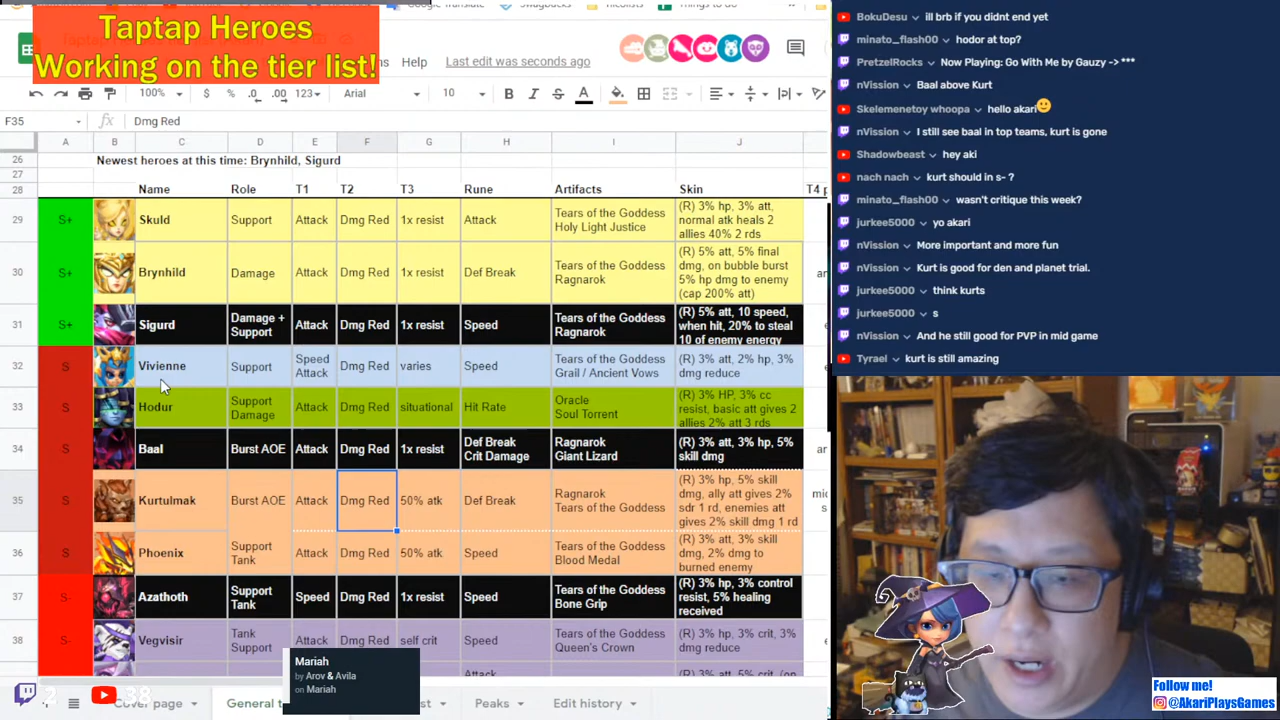 Taptap Heroes
Working on the tier list!
Help
Last edit was seconds ago
100%
$
%
.0
.00
123
Arial
10
B
I
S
A
F35
fx
Dmg Red
A B C D E F G H I J
26 Newest heroes at this time: Brynhild, Sigurd
27
28 Name Role T1 T2 T3 Rune Artifacts Skin T4 p
29 S+ Skuld Support Attack Dmg Red 1x resist Attack
Tears of the Goddess
Holy Light Justice
(R) 3% hp, 3% att,
normal atk heals 2
allies 40% 2 rds
30 S+ Brynhild Damage Attack Dmg Red 1x resist Def Break
Tears of the Goddess
Ragnarok
(R) 5% att, 5% final
dmg, on bubble burst
5% hp dmg to enemy
(cap 200% att)
31 S+ Sigurd
Damage +
Support
Attack Dmg Red 1x resist Speed
Tears of the Goddess
Ragnarok
(R) 5% att, 10 speed,
when hit, 20% to steal
10 of enemy energy
32 S Vivienne Support
Speed
Attack
Dmg Red varies Speed
Tears of the Goddess
Grail / Ancient Vows
(R) 3% att, 2% hp, 3%
dmg reduce
33 S Hodur
Support
Damage
Attack Dmg Red situational Hit Rate
Oracle
Soul Torrent
(R) 3% HP, 3% cc
resist, basic att gives 2
allies 2% att 3 rds
34 S Baal Burst AOE Attack Dmg Red 1x resist
Def Break
Crit Damage
Ragnarok
Giant Lizard
(R) 3% att, 3% hp, 5%
skill dmg
35 S Kurtulmak Burst AOE Attack Dmg Red 50% atk Def Break
Ragnarok
Tears of the Goddess
(R) 3% hp, 5% skill
dmg, ally att gives 2%
sdr 1 rd, enemies att
gives 2% skill dmg 1 rd
36 S Phoenix
Support
Tank
Attack Dmg Red 50% atk Speed
Tears of the Goddess
Blood Medal
(R) 3% att, 3% skill
dmg, 2% dmg to
burned enemy
37 S- Azathoth
Support
Tank
Speed Dmg Red 1x resist Speed
Tears of the Goddess
Bone Grip
(R) 3% hp, 3% control
resist, 5% healing
received
38 S- Vegvisir
Tank
Support
Attack Dmg Red self crit Speed
Tears of the Goddess
Queen's Crown
(R) 3% hp, 3% crit, 3%
dmg reduce
Mariah
by Arov & Avila
on Mariah
Cover page
General t
Peaks
Edit history
BokuDesu ill brb if you didnt end yet
minato_flash00 hodor at top?
PretzelRocks Now Playing: Go With Me by Gauzy -> ***
nVission Baal above Kurt
Skelemenetoy whoopa hello akari
nVission I still see baal in top teams, kurt is gone
Shadowbeast hey aki
nach nach kurt should in s- ?
minato_flash00 wasn't critique this week?
jurkee5000 yo akari
nVission More important and more fun
nVission Kurt is good for den and planet trial.
jurkee5000 think kurts
jurkee5000 s
nVission And he still good for PVP in mid game
Tyrael kurt is still amazing
Follow me!
@AkariPlaysGames